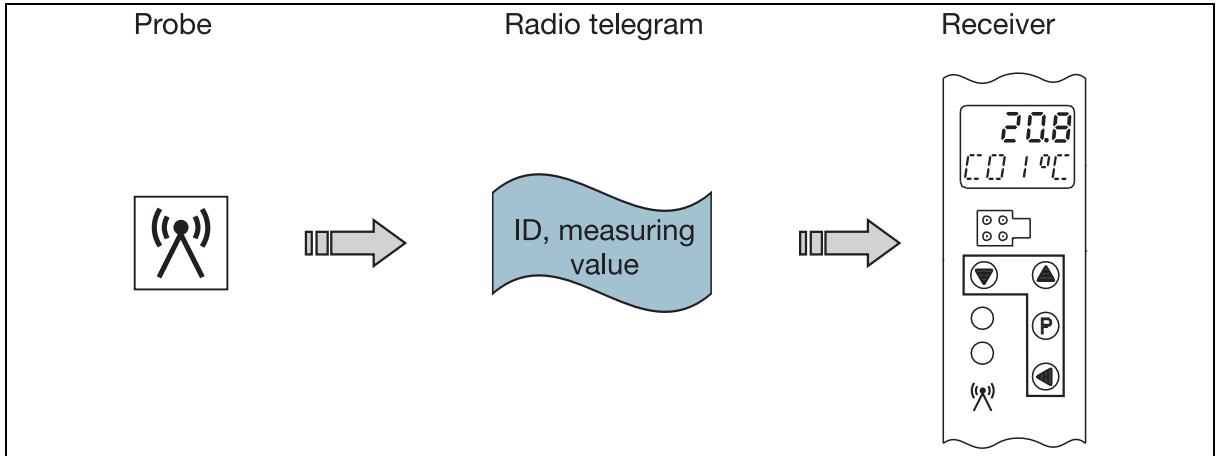 Probe
Radio telegram
Receiver
20.8
C01°C
ID, measuring
value
P